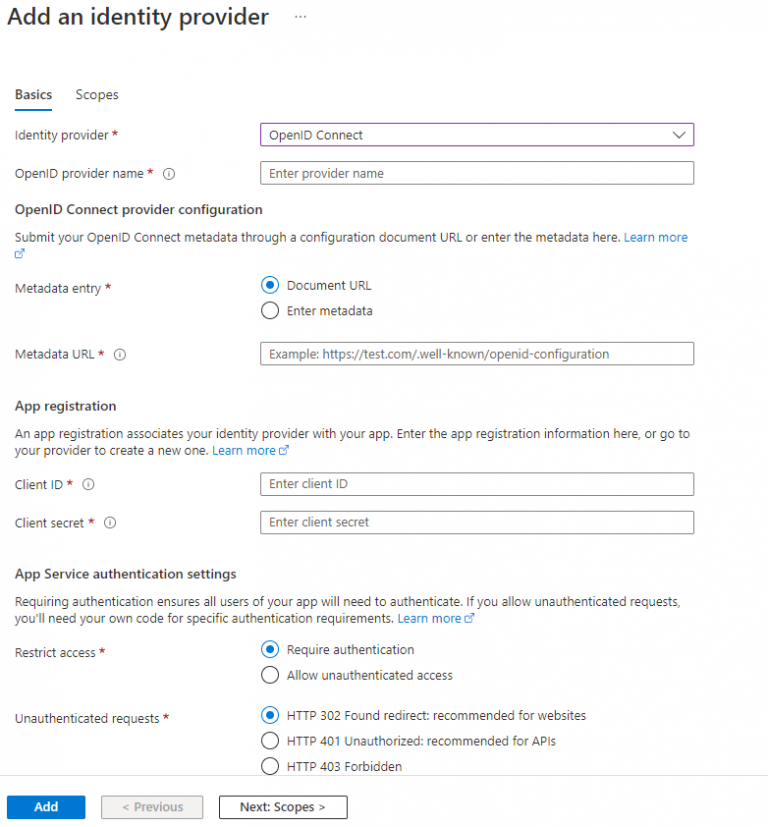 Add an identity provider ...
Basics Scopes
Identity provider * OpenID Connect
OpenID provider name * Enter provider name
OpenID Connect provider configuration
Submit your OpenID Connect metadata through a configuration document URL or enter the metadata here. Learn more
Metadata entry * Document URL
Enter metadata
Metadata URL * Example: https://test.com/.well-known/openid-configuration
App registration
An app registration associates your identity provider with your app. Enter the app registration information here, or go to
your provider to create a new one. Learn more
Client ID * Enter client ID
Client secret * Enter client secret
App Service authentication settings
Requiring authentication ensures all users of your app will need to authenticate. If you allow unauthenticated requests,
you'll need your own code for specific authentication requirements. Learn more
Restrict access * Require authentication
Allow unauthenticated access
Unauthenticated requests * HTTP 302 Found redirect: recommended for websites
HTTP 401 Unauthorized: recommended for APIs
HTTP 403 Forbidden
Add < Previous Next: Scopes >